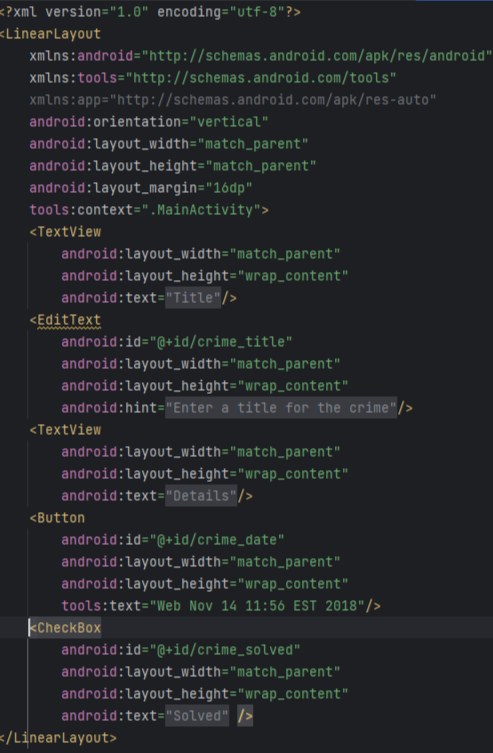 <?xml version="1.0" encoding="utf-8"?>
<LinearLayout
xmlns:android="http://schemas.android.com/apk/res/android"
xmlns:tools="http://schemas.android.com/tools"
xmlns:app="http://schemas.android.com/apk/res-auto"
android:orientation="vertical"
android:layout_width="match_parent"
android:layout_height="match_parent"
android:layout_margin="16dp"
tools:context=".MainActivity">
<TextView
android:layout_width="match_parent"
android:layout_height="wrap_content"
android:text="Title"/>
<EditText
android:id="@+id/crime_title"
android:layout_width="match_parent"
android:layout_height="wrap_content"
android:hint="Enter a title for the crime"/>
<TextView
android:layout_width="match_parent"
android:layout_height="wrap_content"
android:text="Details"/>
<Button
android:id="@+id/crime_date"
android:layout_width="match_parent"
android:layout_height="wrap_content"
tools:text="Web Nov 14 11:56 EST 2018"/>
<CheckBox
android:id="@+id/crime_solved"
android:layout_width="match_parent"
android:layout_height="wrap_content"
android:text="Solved" />
</LinearLayout>